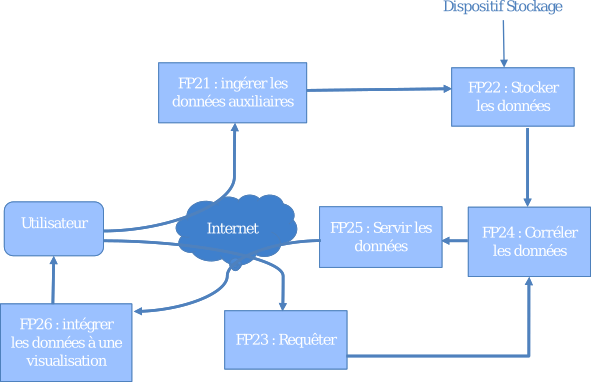 Dispositif Stockage
FP21 : ingérer les
données auxiliaires
FP22 : Stocker
les données
Utilisateur
Internet
FP25 : Servir les
données
FP24 : Corréler
les données
FP26 : intégrer
les données à une
visualisation
FP23 : Requêter